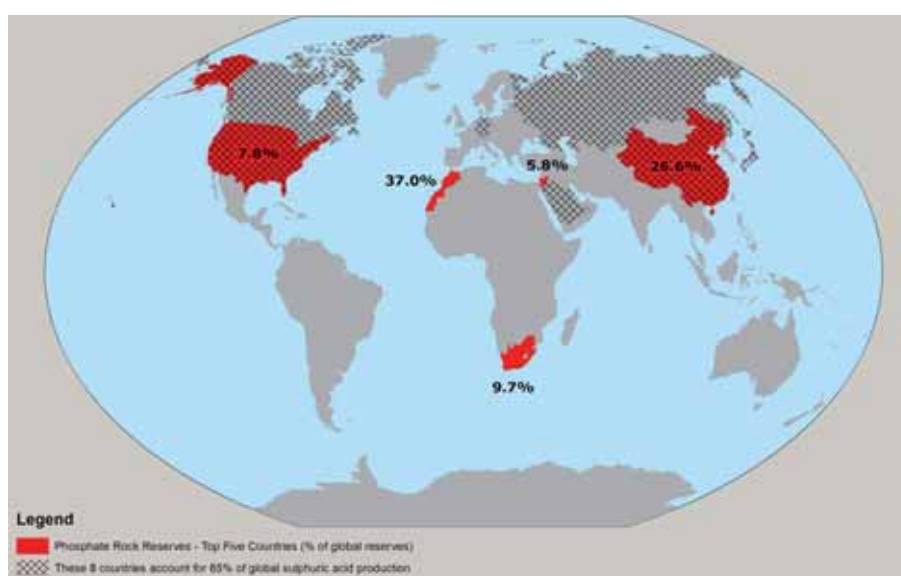 7.8%
37.0%
5.8%
26.6%
9.7%
Legend
Phosphate Rock Reserves - Top Five Countries (% of global reserves)
These 8 countries account for 85% of global sulphuric acid production